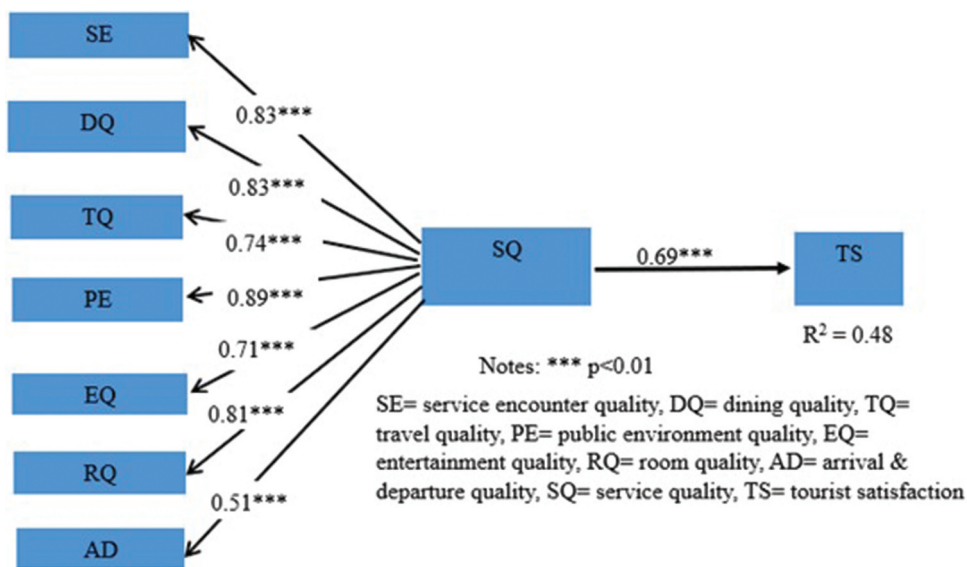 SE
0.83***
DQ
0.83***
TQ
0.74***
PE
0.89***
EQ
0.71***
RQ
0.81***
AD
0.51***
SQ
0.69***
TS
R² = 0.48
Notes: *** p<0.01
SE= service encounter quality, DQ= dining quality, TQ=
travel quality, PE= public environment quality, EQ=
entertainment quality, RQ= room quality, AD= arrival &
departure quality, SQ= service quality, TS= tourist satisfaction